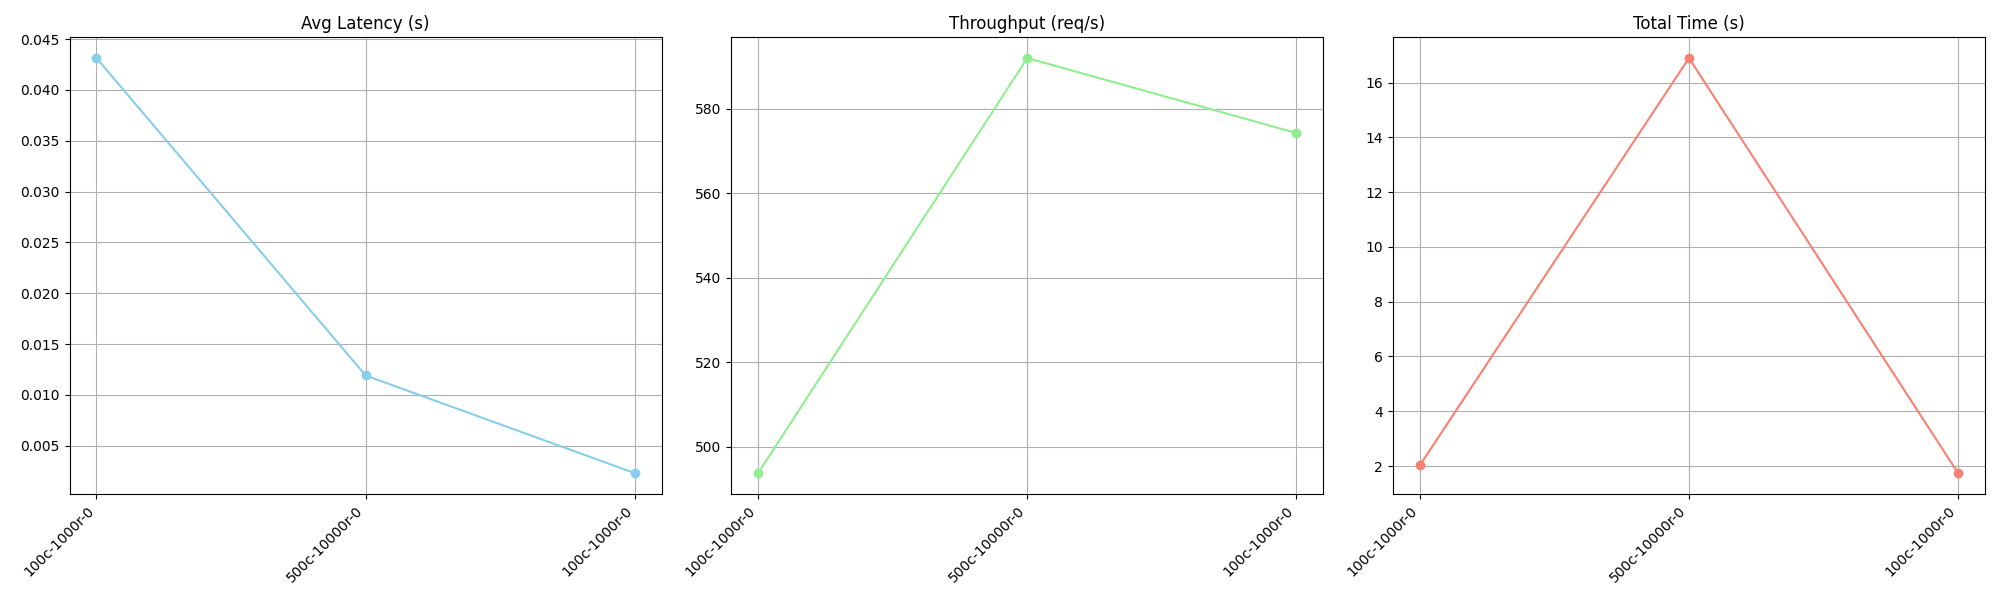 Avg Latency (s)
0.045
0.040
0.035
0.030
0.025
0.020
0.015
0.010
0.005
100c-1000r-0
500c-10000r-0
100c-1000r-0
Throughput (req/s)
580
560
540
520
500
100c-1000r-0
500c-10000r-0
100c-1000r-0
Total Time (s)
16
14
12
10
8
6
4
2
100c-1000r-0
500c-10000r-0
100c-1000r-0